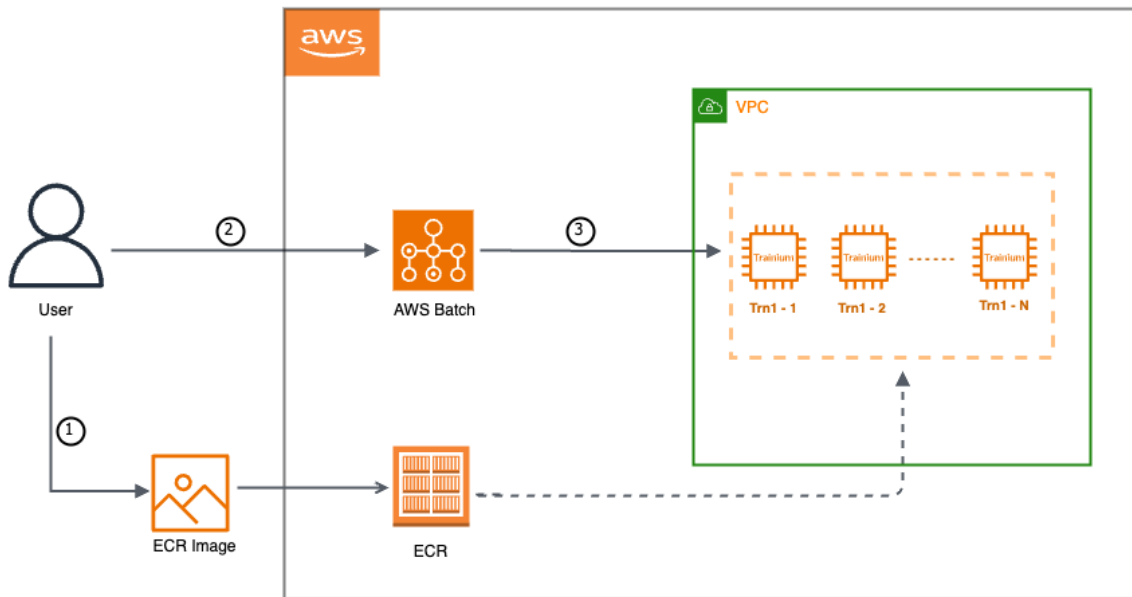 aws
VPC
2
3
Trainium
Trainium
Trainium
Trn1 - 1
Trn1 - 2
Trn1 - N
User
AWS Batch
1
ECR Image
ECR